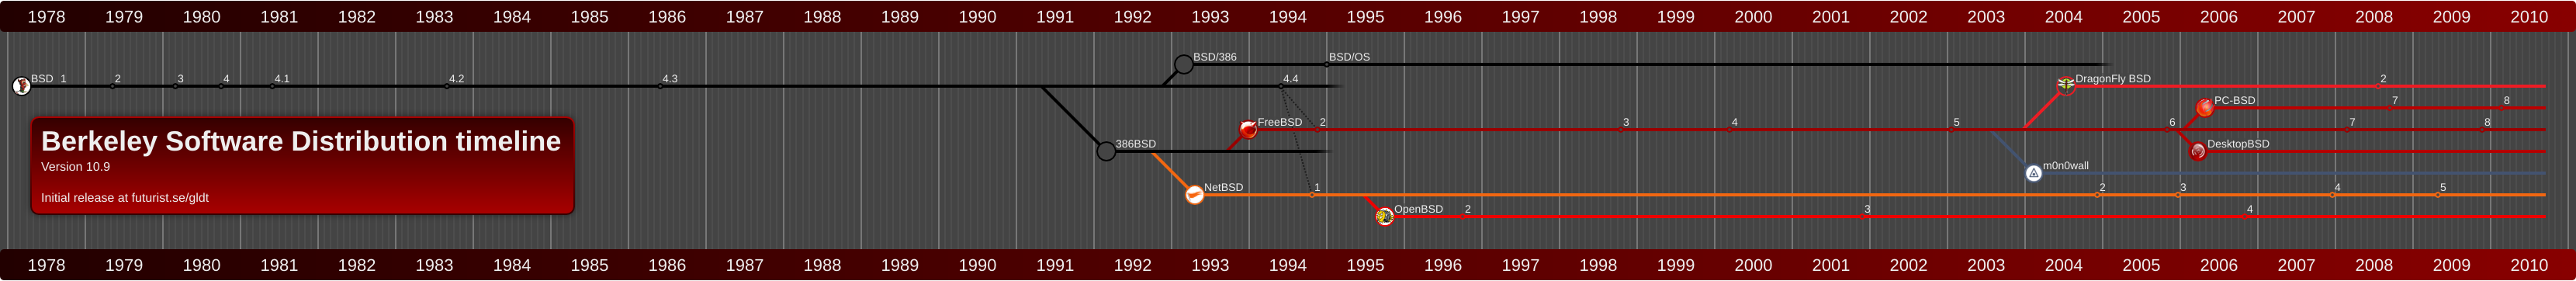 1978 1979 1980 1981 1982 1983 1984 1985 1986 1987 1988 1989 1990 1991 1992 1993 1994 1995 1996 1997 1998 1999 2000 2001 2002 2003 2004 2005 2006 2007 2008 2009 2010
BSD/386 BSD/OS
BSD 1 2 3 4 4.1 4.2 4.3 4.4 DragonFly BSD 2
PC-BSD 7 8
FreeBSD 2 3 4 5 6 7 8
386BSD DesktopBSD
m0n0wall
NetBSD 1 2 3 4 5
OpenBSD 2 3 4
Berkeley Software Distribution timeline
Version 10.9
Initial release at futurist.se/gldt
1978 1979 1980 1981 1982 1983 1984 1985 1986 1987 1988 1989 1990 1991 1992 1993 1994 1995 1996 1997 1998 1999 2000 2001 2002 2003 2004 2005 2006 2007 2008 2009 2010